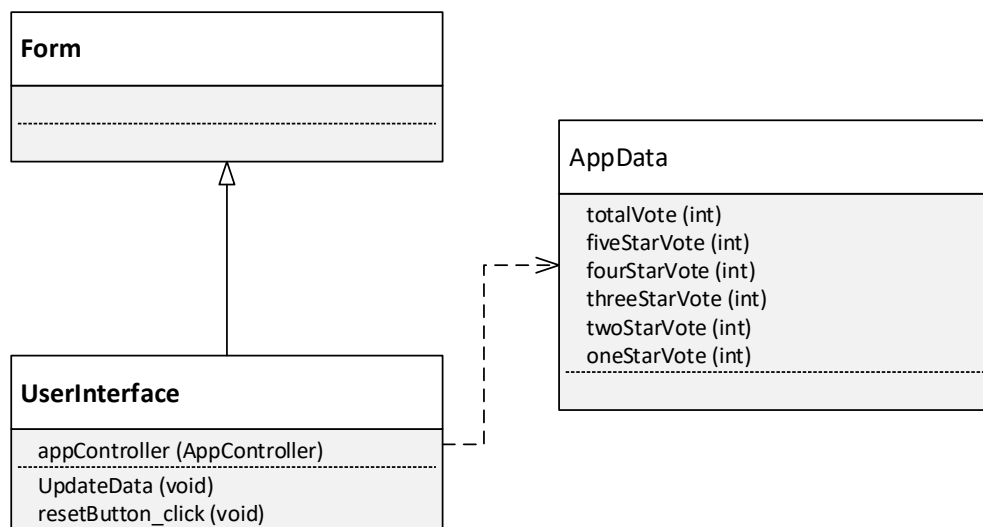 Form
AppData
totalVote (int)
fiveStarVote (int)
fourStarVote (int)
threeStarVote (int)
twoStarVote (int)
oneStarVote (int)
UserInterface
appController (AppController)
UpdateData (void)
resetButton_click (void)